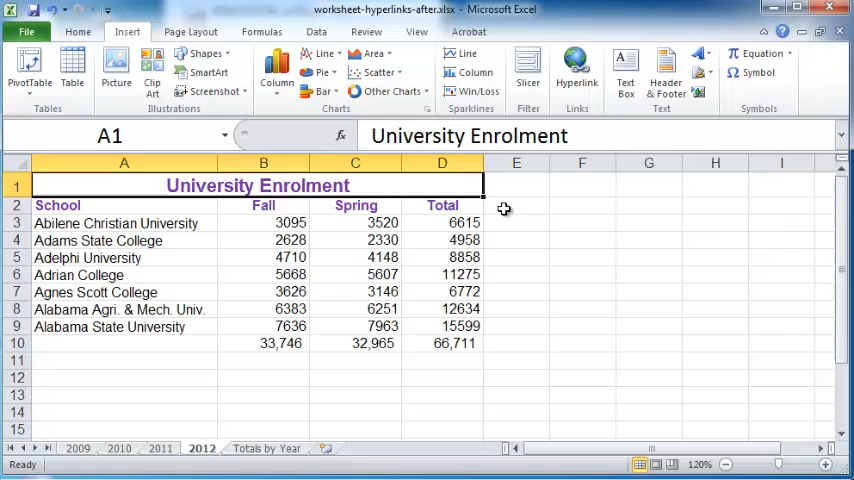 worksheet-hyperlinks-after.xlsx - Microsoft Excel
File Home Insert Page Layout Formulas Data Review View Acrobat
PivotTable Table Picture Clip Art Shapes SmartArt Screenshot Column Line Pie Bar Area Scatter Other Charts Line Column Win/Loss Slicer Hyperlink Text Box Header & Footer Equation Symbol
Tables Illustrations Charts Sparklines Filter Links Text Symbols
A1 fx University Enrolment
A B C D E F G H I
1 University Enrolment
2 School Fall Spring Total
3 Abilene Christian University 3095 3520 6615
4 Adams State College 2628 2330 4958
5 Adelphi University 4710 4148 8858
6 Adrian College 5668 5607 11275
7 Agnes Scott College 3626 3146 6772
8 Alabama Agri. & Mech. Univ. 6383 6251 12634
9 Alabama State University 7636 7963 15599
10 33,746 32,965 66,711
11
12
13
14
15
2009 2010 2011 2012 Totals by Year
Ready 120%